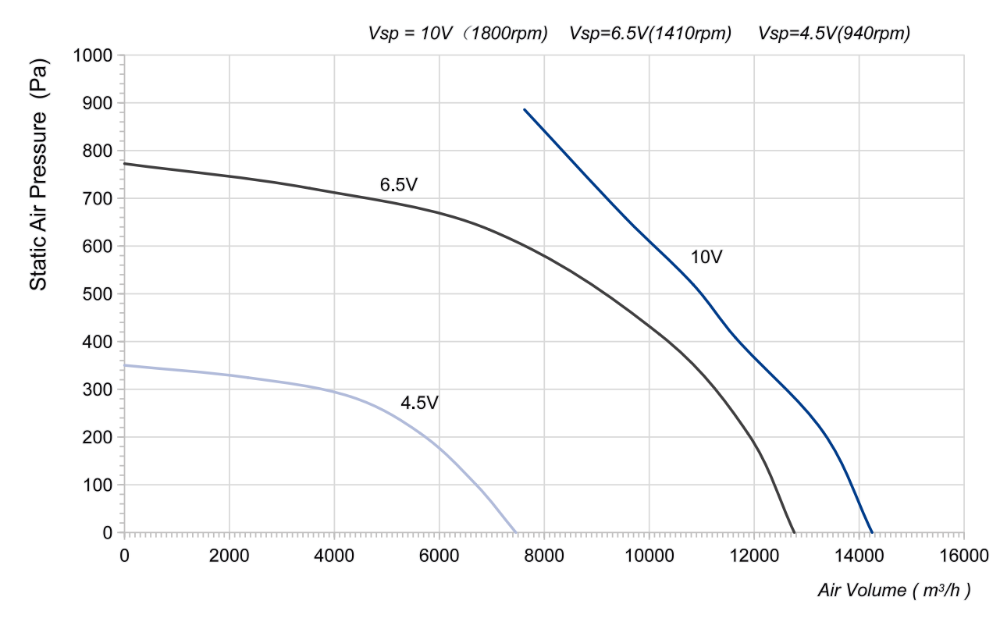 Vsp = 10V（1800rpm) Vsp=6.5V(1410rpm) Vsp=4.5V(940rpm)
Static Air Pressure (Pa)
1000
900
800
700
600
500
400
300
200
100
0
6.5V
10V
4.5V
0 2000 4000 6000 8000 10000 12000 14000 16000
Air Volume ( m³/h )